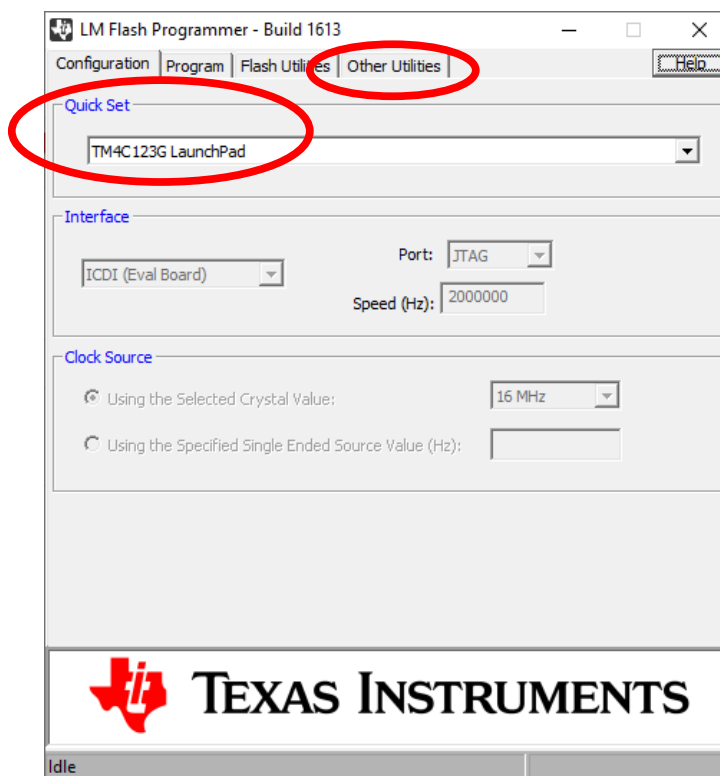 LM Flash Programmer - Build 1613
Configuration Program Flash Utilities Other Utilities Help
Quick Set
TM4C123G LaunchPad
Interface
ICDI (Eval Board)
Port: JTAG
Speed (Hz): 2000000
Clock Source
Using the Selected Crystal Value: 16 MHz
Using the Specified Single Ended Source Value (Hz):
TEXAS INSTRUMENTS
Idle